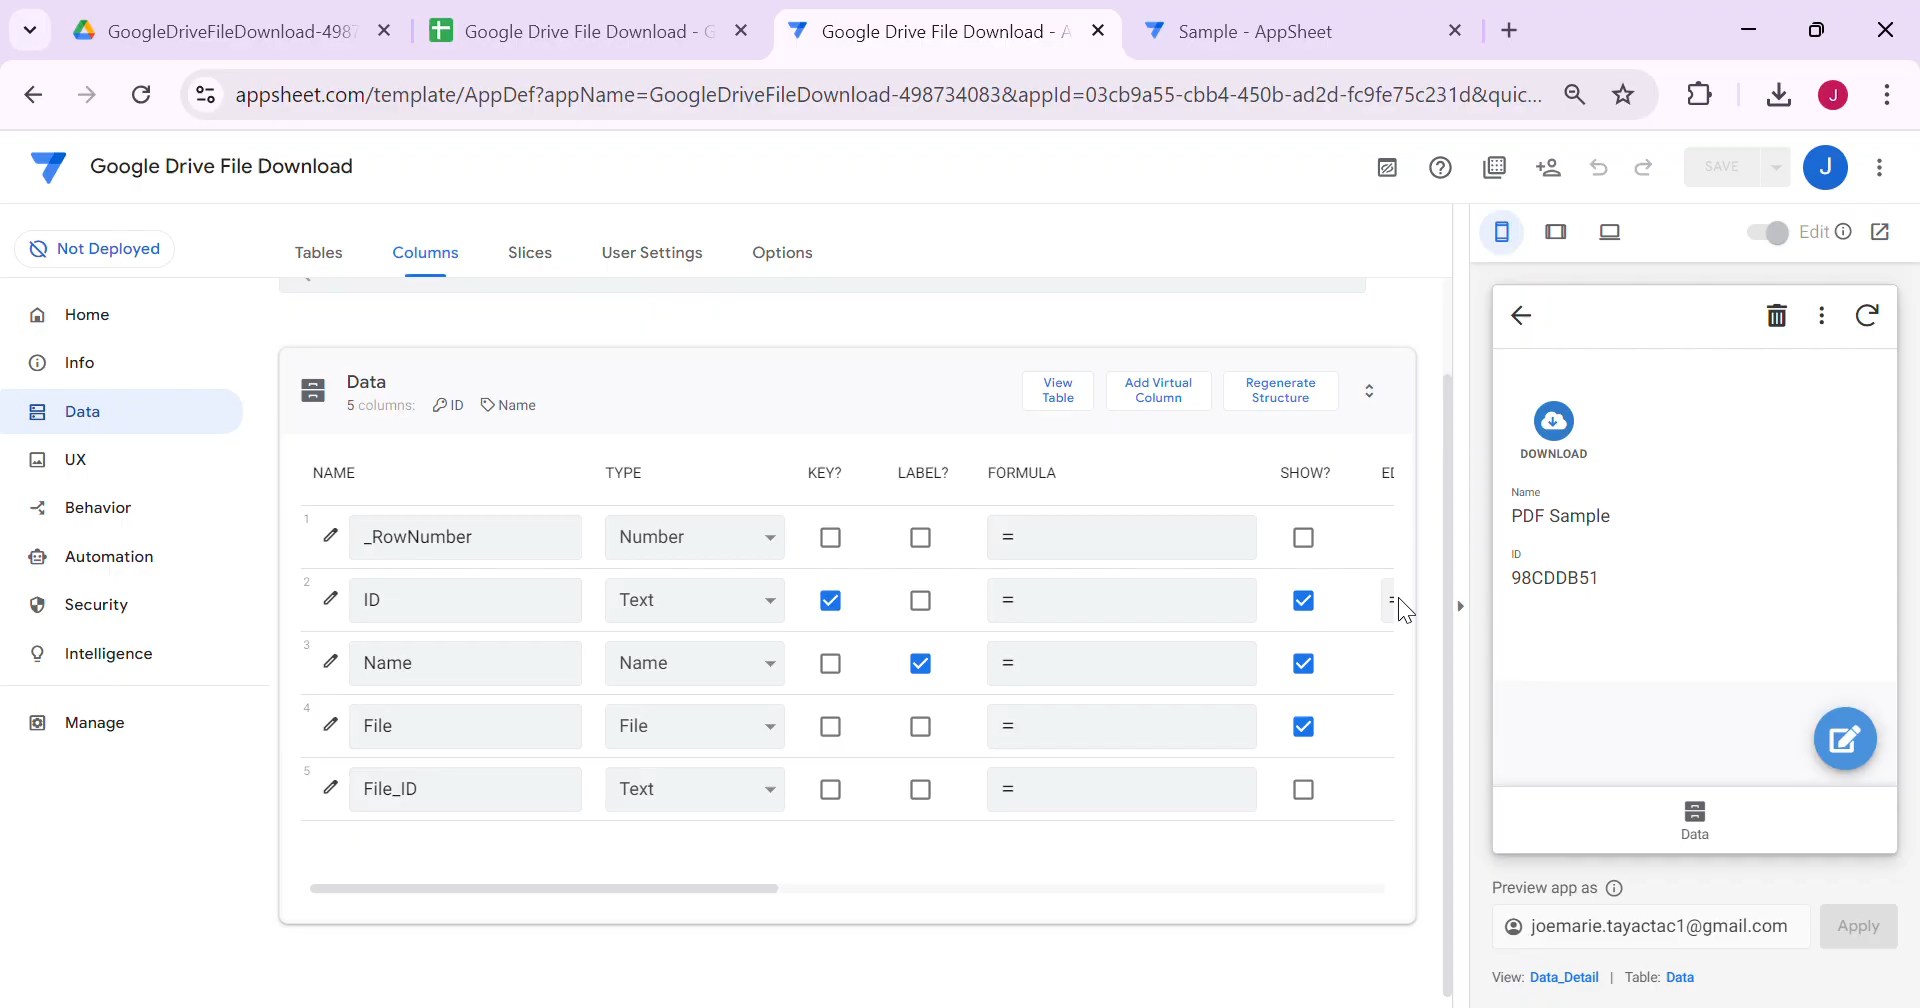 GoogleDriveFileDownload-4987
Google Drive File Download - G
Google Drive File Download - A
Sample - AppSheet
appsheet.com/template/AppDef?appName=GoogleDriveFileDownload-498734083&appId=03cb9a55-cbb4-450b-ad2d-fc9fe75c231d&quic...
J
Google Drive File Download
SAVE
J
Not Deployed
Tables
Columns
Slices
User Settings
Options
Edit
Home
Info
Data
UX
Behavior
Automation
Security
Intelligence
Manage
Data
5 columns:
ID
Name
View
Table
Add Virtual
Column
Regenerate
Structure
NAME
TYPE
KEY?
LABEL?
FORMULA
SHOW?
1
_RowNumber
Number
=
2
ID
Text
=
=
3
Name
Name
=
4
File
File
=
5
File_ID
Text
=
DOWNLOAD
Name
PDF Sample
ID
98CDDB51
Data
Preview app as
joemarie.tayactac1@gmail.com
Apply
View: Data_Detail | Table: Data